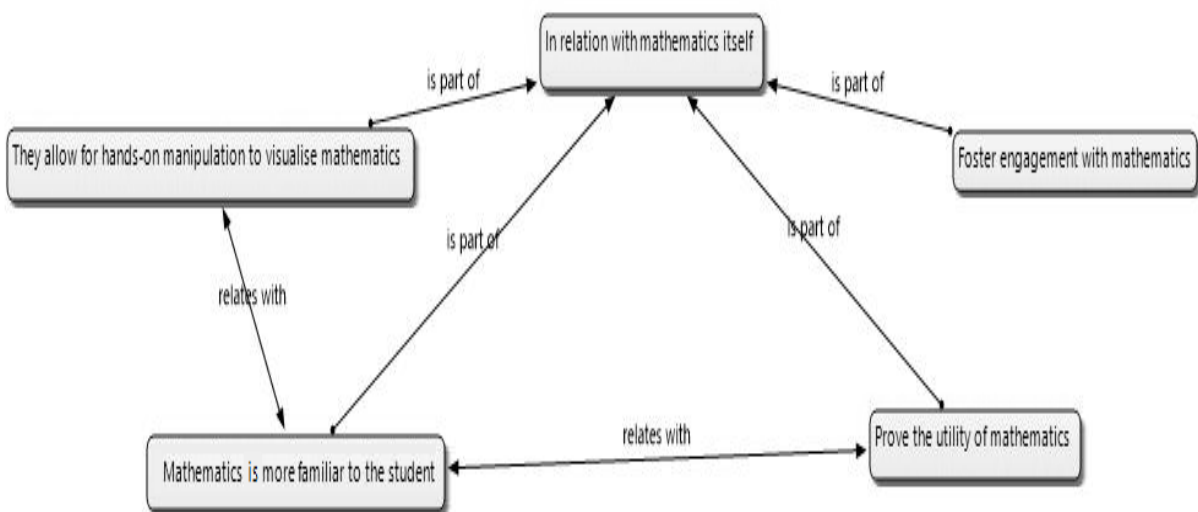 In relation with mathematics itself
is part of
is part of
They allow for hands-on manipulation to visualise mathematics
Foster engagement with mathematics
is part of
is part of
relates with
relates with
Prove the utility of mathematics
Mathematics is more familiar to the student